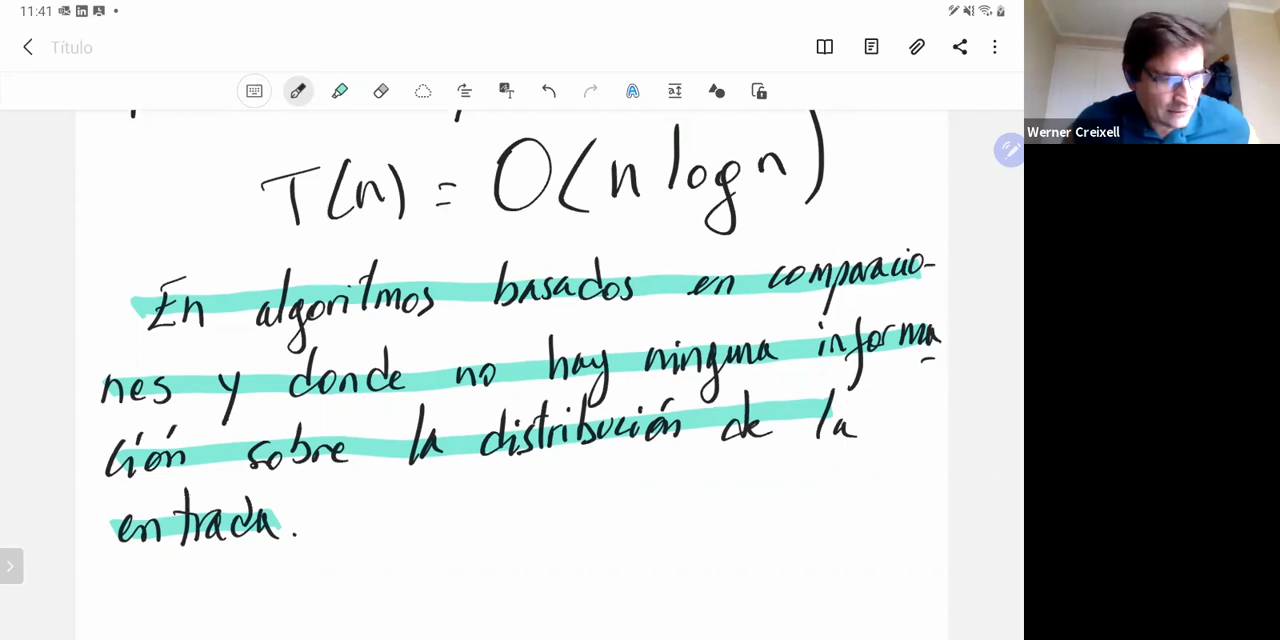 11:41
Título
Werner Creixell
T(n) = O(n log n)
En algoritmos basados en comparacio-
nes y donde no hay ninguna informa
ción sobre la distribución de la
entrada.